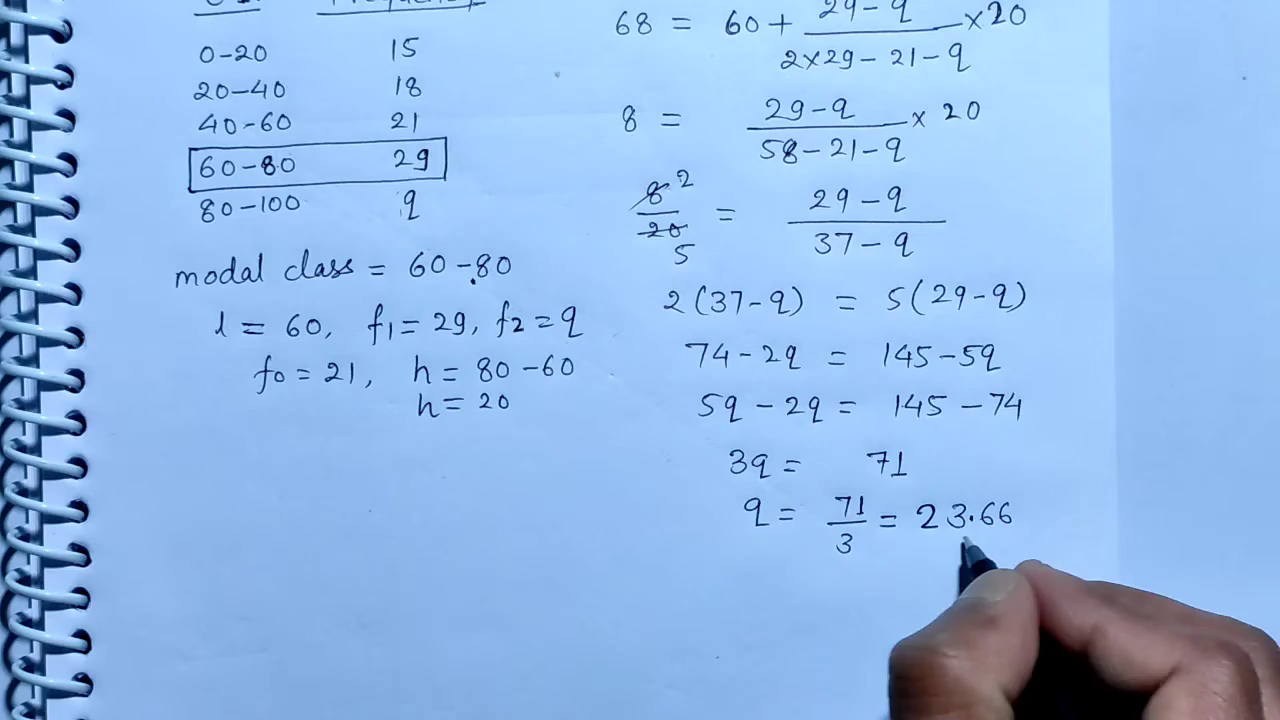 0-20 15
20-40 18
40-60 21
60-80 29
80-100 q
modal class = 60-80
l = 60, f1 = 29, f2 = q
f0 = 21, h = 80-60
h = 20
68 = 60 + 29-q / 2×29-21-q ×20
8 = 29-q / 58-21-q × 20
8 2 / 20 5 = 29-q / 37-q
2(37-q) = 5(29-q)
74-2q = 145-5q
5q-2q = 145-74
3q = 71
q = 71/3 = 23.66